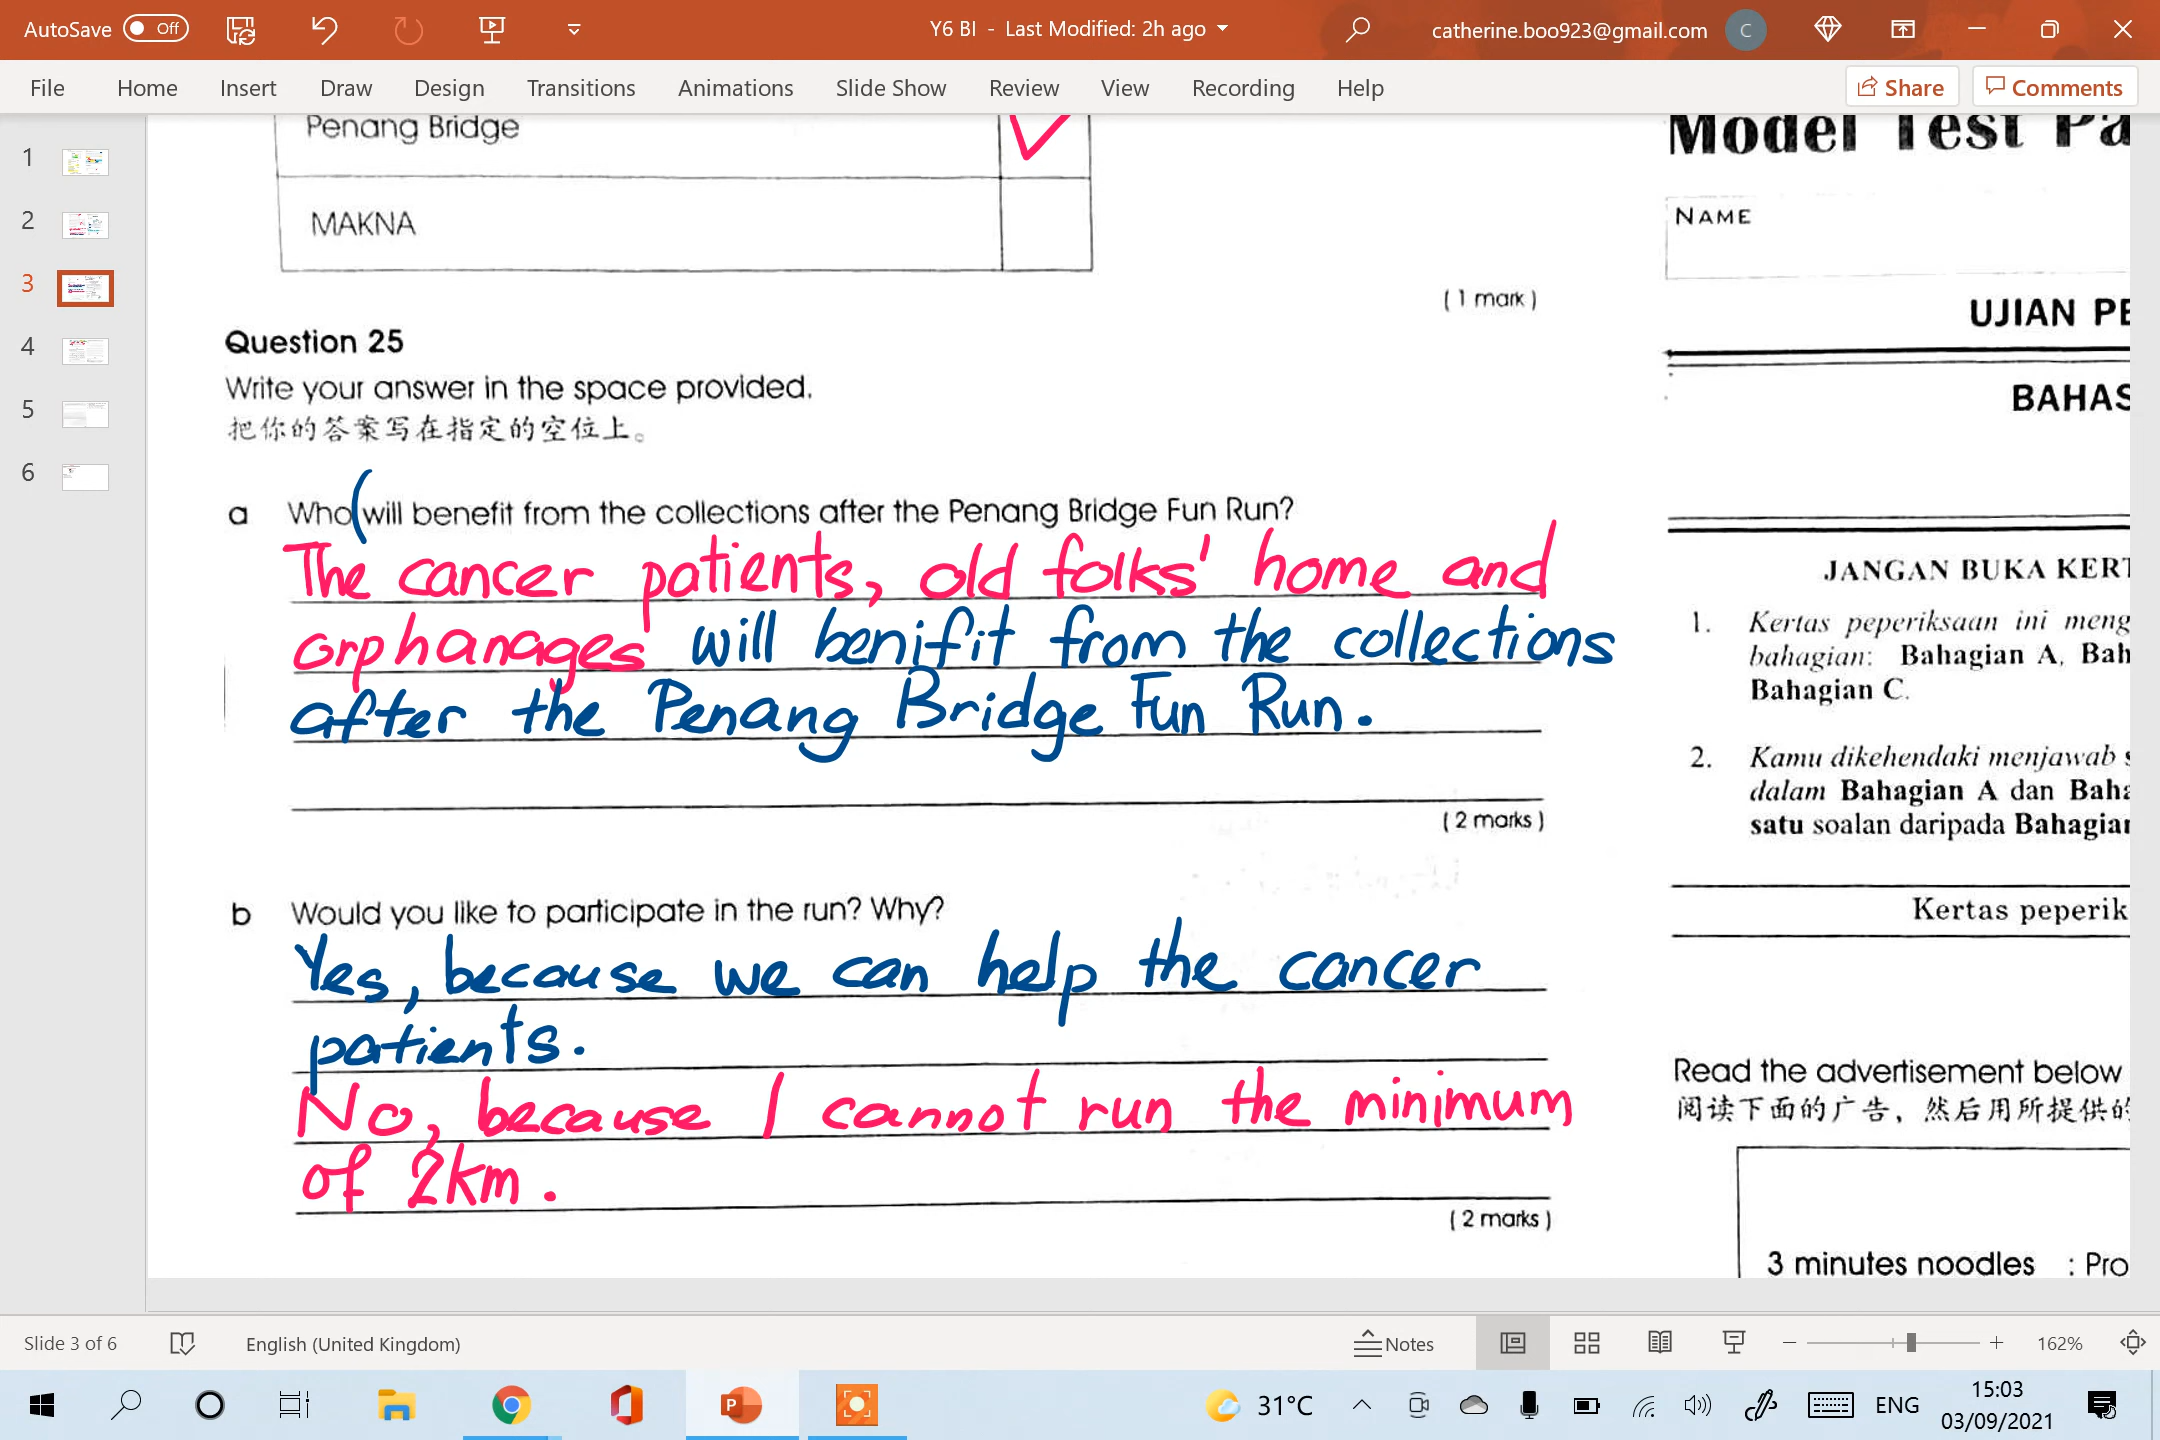 AutoSave Off
Y6 BI - Last Modified: 2h ago
catherine.boo923@gmail.com C
File Home Insert Draw Design Transitions Animations Slide Show Review View Recording Help
Share Comments
1
2
3
4
5
6
Penang Bridge
MAKNA
( 1 mark )
Question 25
Write your answer in the space provided.
把你的答案写在指定的空位上。
a Who (will benefit from the collections after the Penang Bridge Fun Run?
The cancer patients, old folks' home and
orphanages will benifit from the collections
after the Penang Bridge Fun Run.
( 2 marks )
b Would you like to participate in the run? Why?
Yes, because we can help the cancer
patients.
No, because I cannot run the minimum
of 2km.
( 2 marks )
Model Test Pa
NAME
UJIAN PE
BAHAS
JANGAN BUKA KERT
1. Kertas peperiksaan ini meng
bahagian: Bahagian A, Bah
Bahagian C.
2. Kamu dikehendaki menjawab s
dalam Bahagian A dan Baha
satu soalan daripada Bahagian
Kertas peperik
Read the advertisement below
阅读下面的广告，然后用所提供的
3 minutes noodles : Pro
Slide 3 of 6 English (United Kingdom) Notes 162%
31°C ENG 15:03
03/09/2021